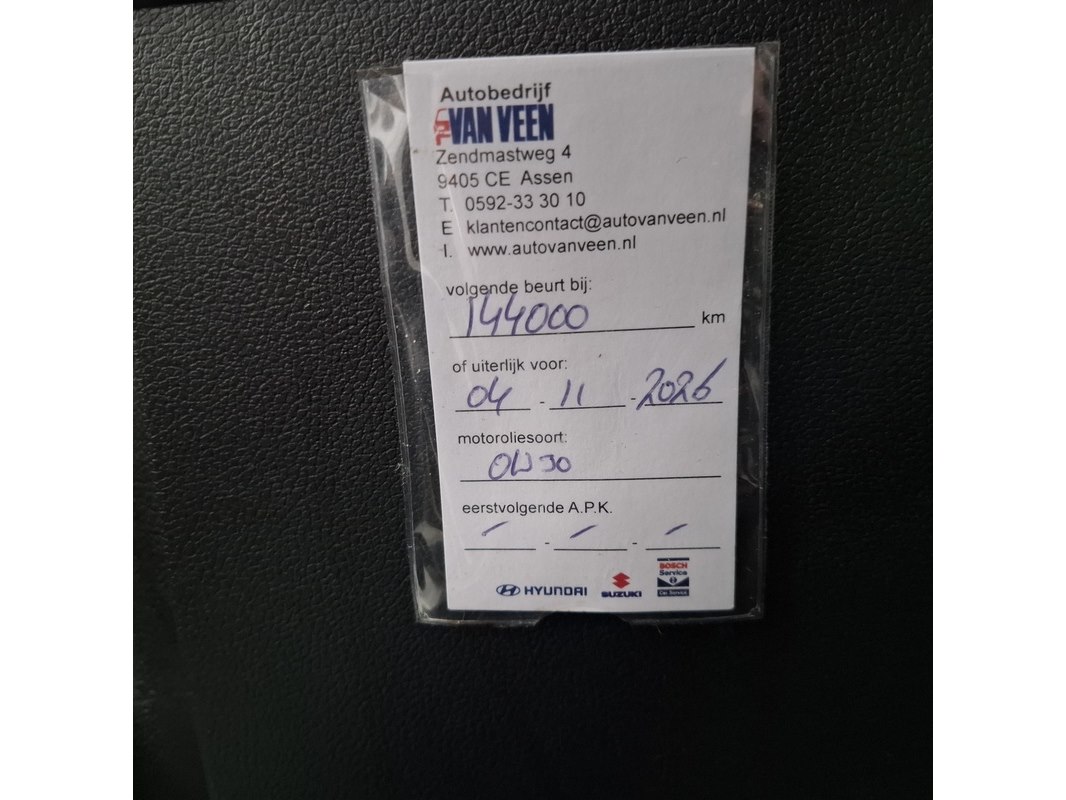 Autobedrijf
VAN VEEN
Zendmastweg 4
9405 CE Assen
T. 0592-33 30 10
E klantencontact@autovanveen.nl
I. www.autovanveen.nl
volgende beurt bij:
144000 km
of uiterlijk voor:
04 - 11 - 2026
motoroliesoort:
0W30
eerstvolgende A.P.K.
- - - - -
HYUNDAI SUZUKI BOSCH Service Car Service